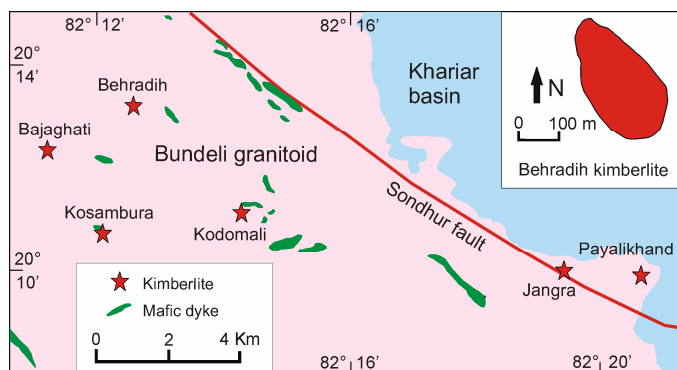 82° 12’
82° 16’
20°
14’
Behradih
Bajaghati
Bundeli granitoid
Khariar
basin
N
0 100 m
Behradih kimberlite
Kosambura
Kodomali
Sondhur fault
Payalikhand
Jangra
20°
10’
Kimberlite
Mafic dyke
0 2 4 Km
82° 16’
82° 20’